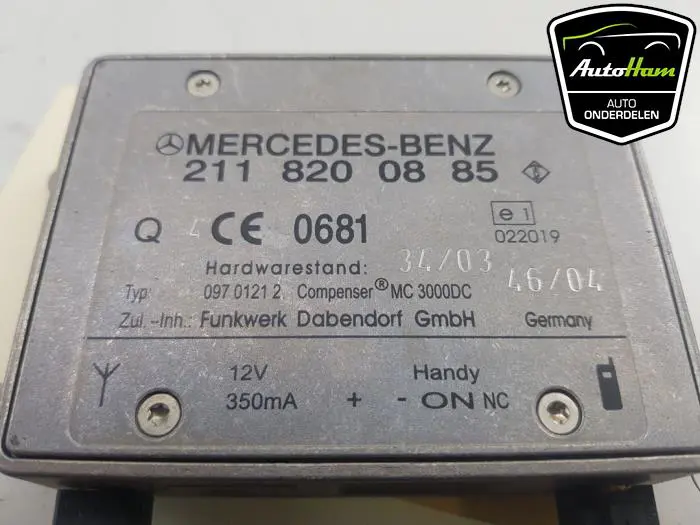 AutoHam
AUTO
ONDERDELEN
MERCEDES-BENZ
211 820 08 85
Q 4 CE 0681
e1
022019
Hardwarestand: 34/03
46/04
Typ: 097 0121 2 Compenser® MC 3000DC
Zul.-Inh.: Funkwerk Dabendorf GmbH Germany
12V Handy
350mA + - ON NC